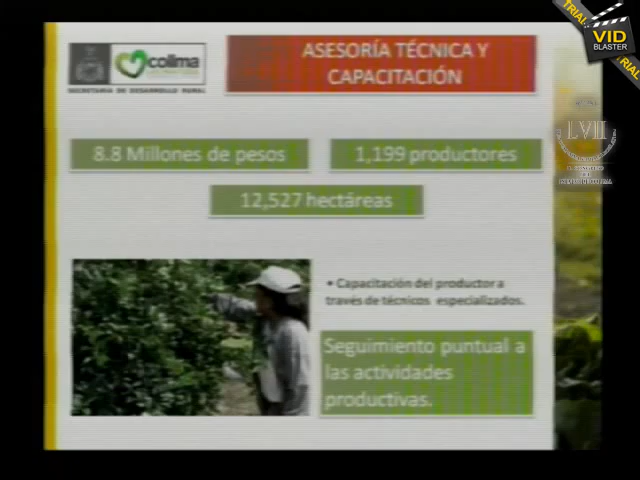 TRIAL
VID
BLASTER
TRIAL
ASESORÍA TÉCNICA Y
CAPACITACIÓN
colima
SECRETARIA DE DESARROLLO RURAL
LVII
8.8 Millones de pesos
1,199 productores
12,527 hectáreas
• Capacitación del productor a
través de técnicos especializados.
Seguimiento puntual a
las actividades
productivas.